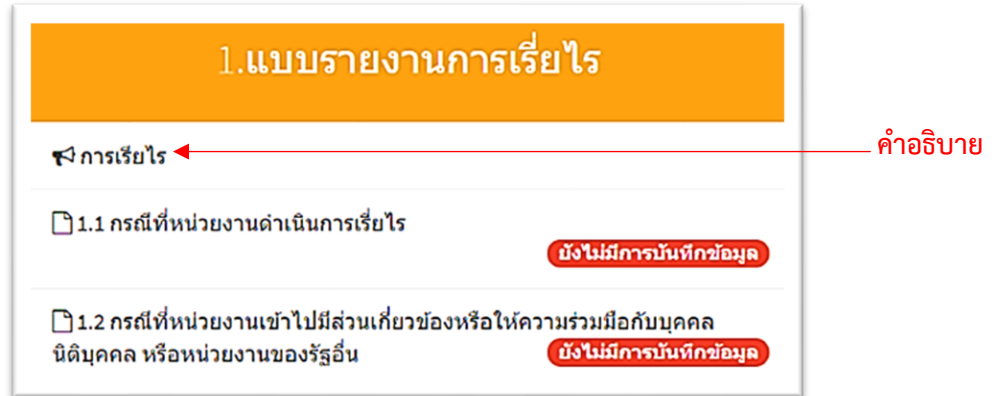 1.แบบรายงานการเรี่ยไร
การเรียไร
คำอธิบาย
1.1 กรณีที่หน่วยงานดำเนินการเรี่ยไร
ยังไม่มีการบันทึกข้อมูล
1.2 กรณีที่หน่วยงานเข้าไปมีส่วนเกี่ยวข้องหรือให้ความร่วมมือกับบุคคล
นิติบุคคล หรือหน่วยงานของรัฐอื่น
ยังไม่มีการบันทึกข้อมูล